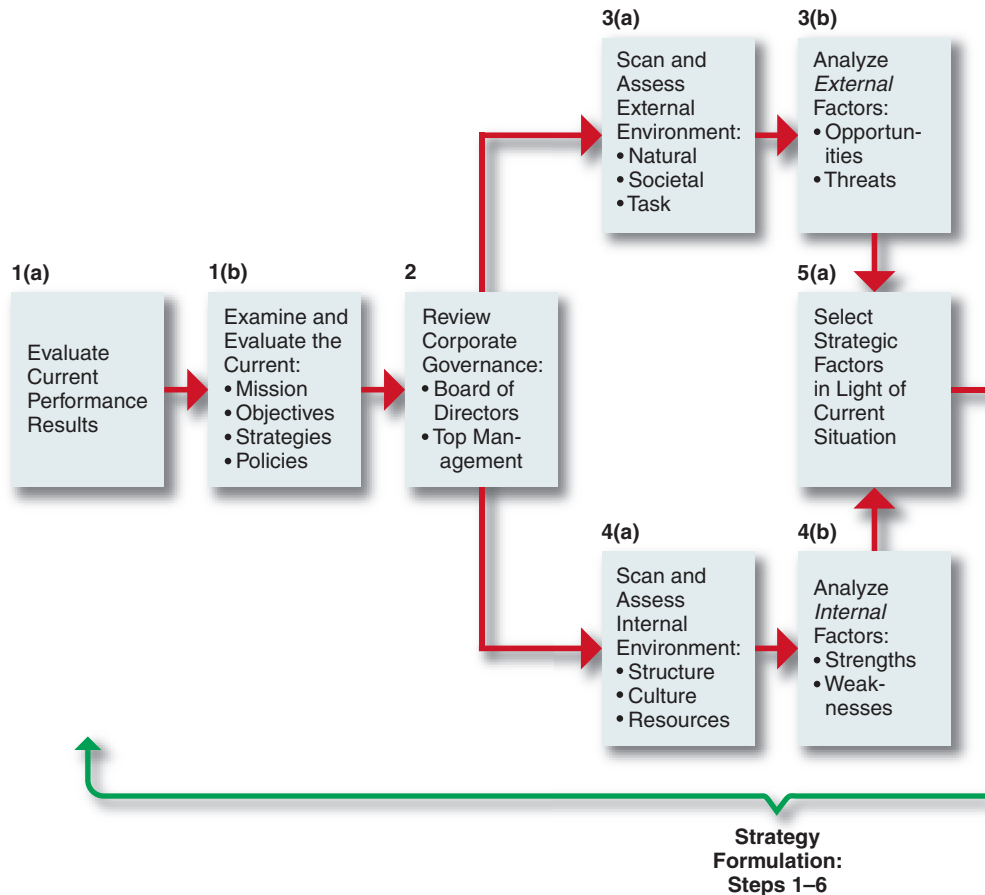 1(a)
Evaluate
Current
Performance
Results
1(b)
Examine and
Evaluate the
Current:
• Mission
• Objectives
• Strategies
• Policies
2
Review
Corporate
Governance:
• Board of
Directors
• Top Man-
agement
3(a)
Scan and
Assess
External
Environment:
• Natural
• Societal
• Task
3(b)
Analyze
External
Factors:
• Opportun-
ities
• Threats
4(a)
Scan and
Assess
Internal
Environment:
• Structure
• Culture
• Resources
4(b)
Analyze
Internal
Factors:
• Strengths
• Weak-
nesses
5(a)
Select
Strategic
Factors
in Light of
Current
Situation
Strategy
Formulation:
Steps 1–6